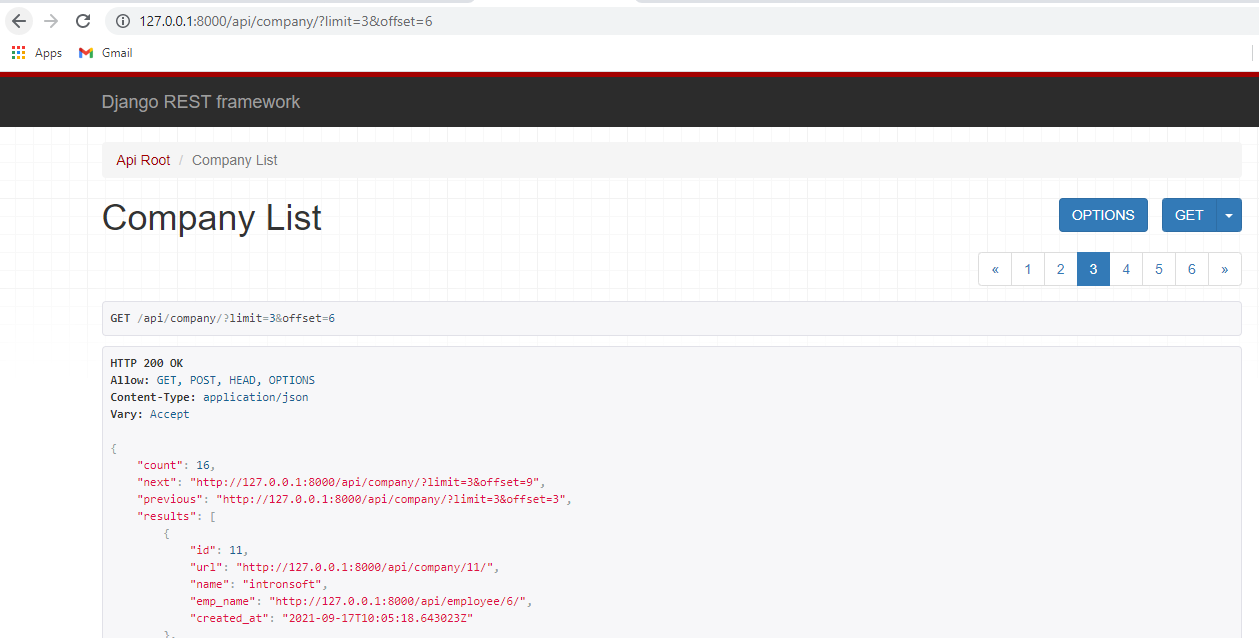 127.0.0.1:8000/api/company/?limit=3&offset=6
Apps Gmail
Django REST framework
Api Root / Company List
Company List
OPTIONS GET
« 1 2 3 4 5 6 »
GET /api/company/?limit=3&offset=6
HTTP 200 OK
Allow: GET, POST, HEAD, OPTIONS
Content-Type: application/json
Vary: Accept
{
"count": 16,
"next": "http://127.0.0.1:8000/api/company/?limit=3&offset=9",
"previous": "http://127.0.0.1:8000/api/company/?limit=3&offset=3",
"results": [
{
"id": 11,
"url": "http://127.0.0.1:8000/api/company/11/",
"name": "intronsoft",
"emp_name": "http://127.0.0.1:8000/api/employee/6/",
"created_at": "2021-09-17T10:05:18.643023Z"
},